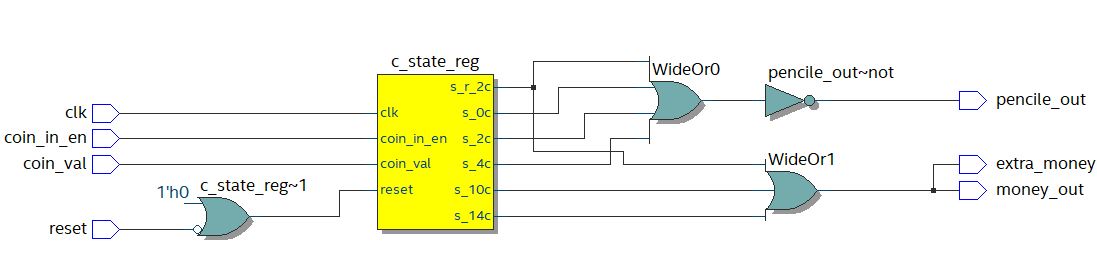 c_state_reg
WideOr0
pencile_out~not
s_r_2c
pencile_out
clk
clk
s_0c
coin_in_en
coin_in_en
s_2c
coin_val
coin_val
s_4c
WideOr1
extra_money
1'h0
c_state_reg~1
reset
s_10c
money_out
s_14c
reset